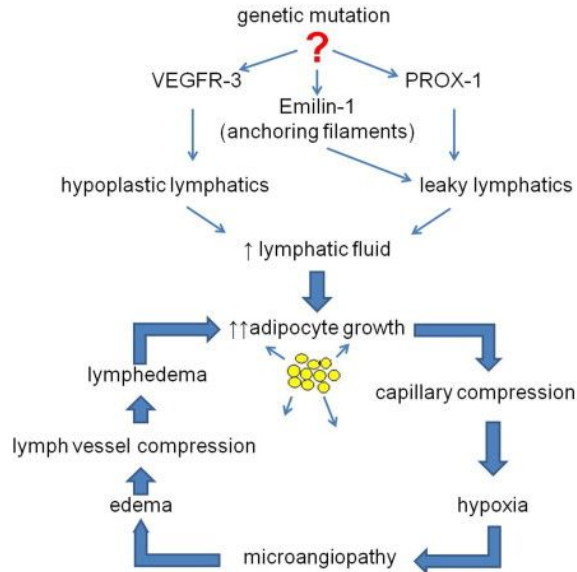 genetic mutation
?
VEGFR-3
PROX-1
Emilin-1
(anchoring filaments)
hypoplastic lymphatics
leaky lymphatics
↑ lymphatic fluid
↑↑adipocyte growth
lymphedema
capillary compression
lymph vessel compression
edema
hypoxia
microangiopathy